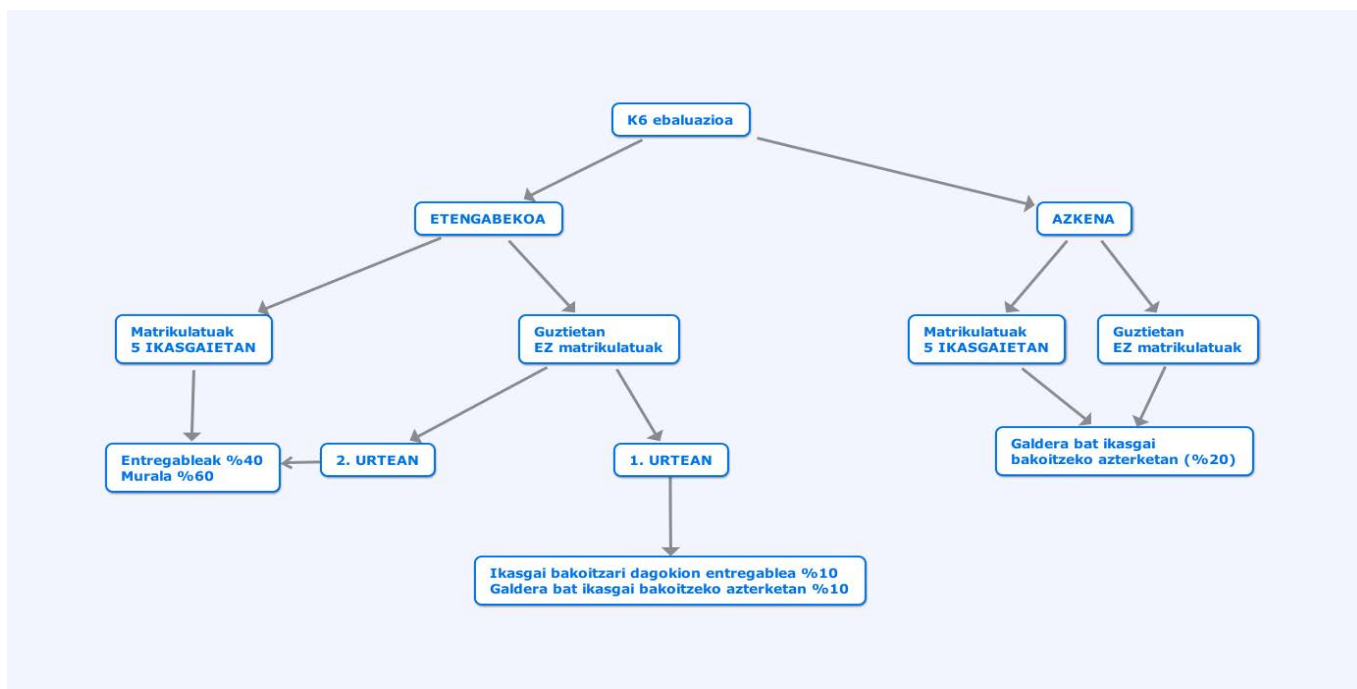 K6 ebaluazioa
ETENGABEKOA
AZKENA
Matrikulatuak
5 IKASGAIETAN
Guztietan
EZ matrikulatuak
Matrikulatuak
5 IKASGAIETAN
Guztietan
EZ matrikulatuak
Entregableak %40
Murala %60
2. URTEAN
1. URTEAN
Galdera bat ikasgai
bakoitzeko azterketan (%20)
Ikasgai bakoitzari dagokion entregablea %10
Galdera bat ikasgai bakoitzeko azterketan %10